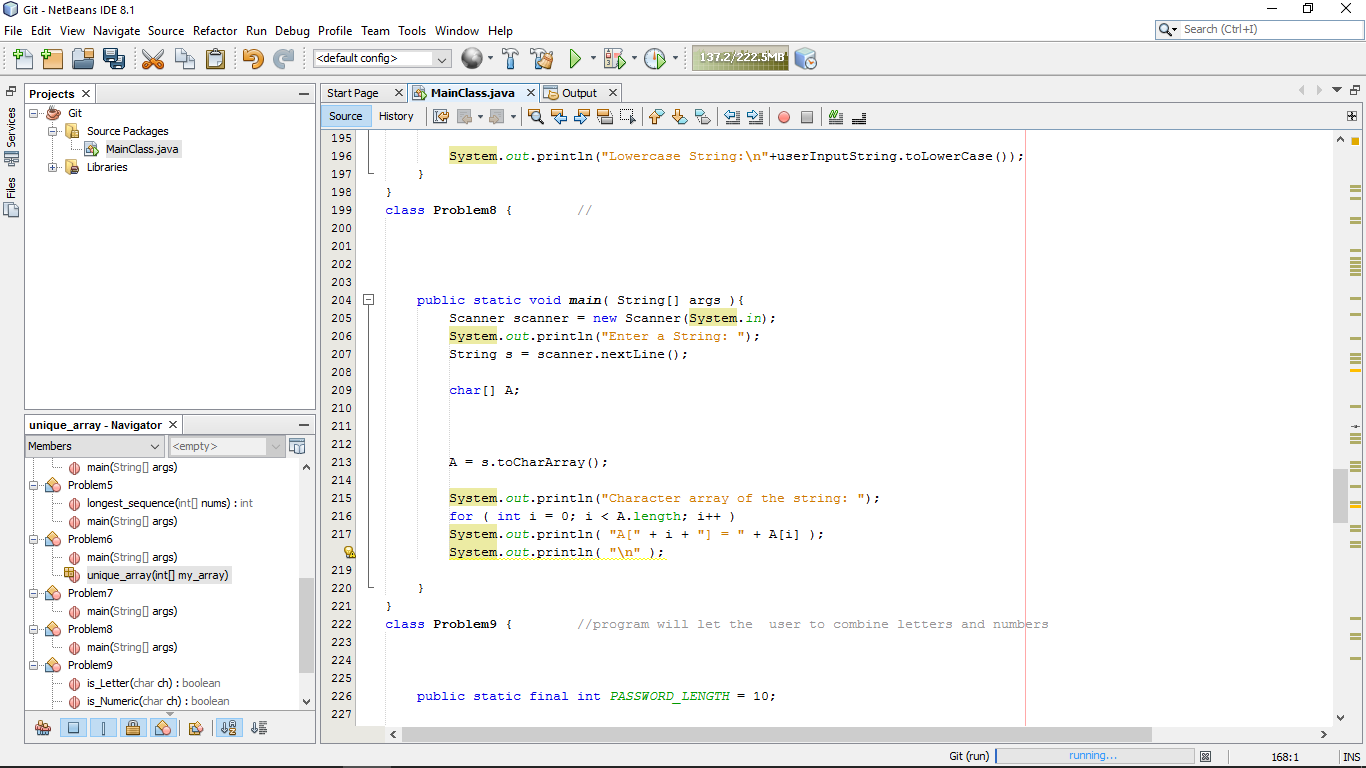 Git - NetBeans IDE 8.1
File Edit View Navigate Source Refactor Run Debug Profile Team Tools Window Help
Search (Ctrl+I)
<default config>
137.2/222.5MB
Services
Files
Projects
Git
Source Packages
MainClass.java
Libraries
unique_array - Navigator
Members
<empty>
main(String[] args)
Problem5
longest_sequence(int[] nums) : int
main(String[] args)
Problem6
main(String[] args)
unique_array(int[] my_array)
Problem7
main(String[] args)
Problem8
main(String[] args)
Problem9
is_Letter(char ch) : boolean
is_Numeric(char ch) : boolean
Start Page MainClass.java Output
Source History
195
196 System.out.println("Lowercase String:\n"+userInputString.toLowerCase());
197 }
198 }
199 class Problem8 { //
200
201
202
203
204 public static void main( String[] args ){
205 Scanner scanner = new Scanner(System.in);
206 System.out.println("Enter a String: ");
207 String s = scanner.nextLine();
208
209 char[] A;
210
211
212
213 A = s.toCharArray();
214
215 System.out.println("Character array of the string: ");
216 for ( int i = 0; i < A.length; i++ )
217 System.out.println( "A[" + i + "] = " + A[i] );
System.out.println( "\n" );
219
220 }
221 }
222 class Problem9 { //program will let the  user to combine letters and numbers
223
224
225
226 public static final int PASSWORD_LENGTH = 10;
227
Git (run) running... 168:1 INS